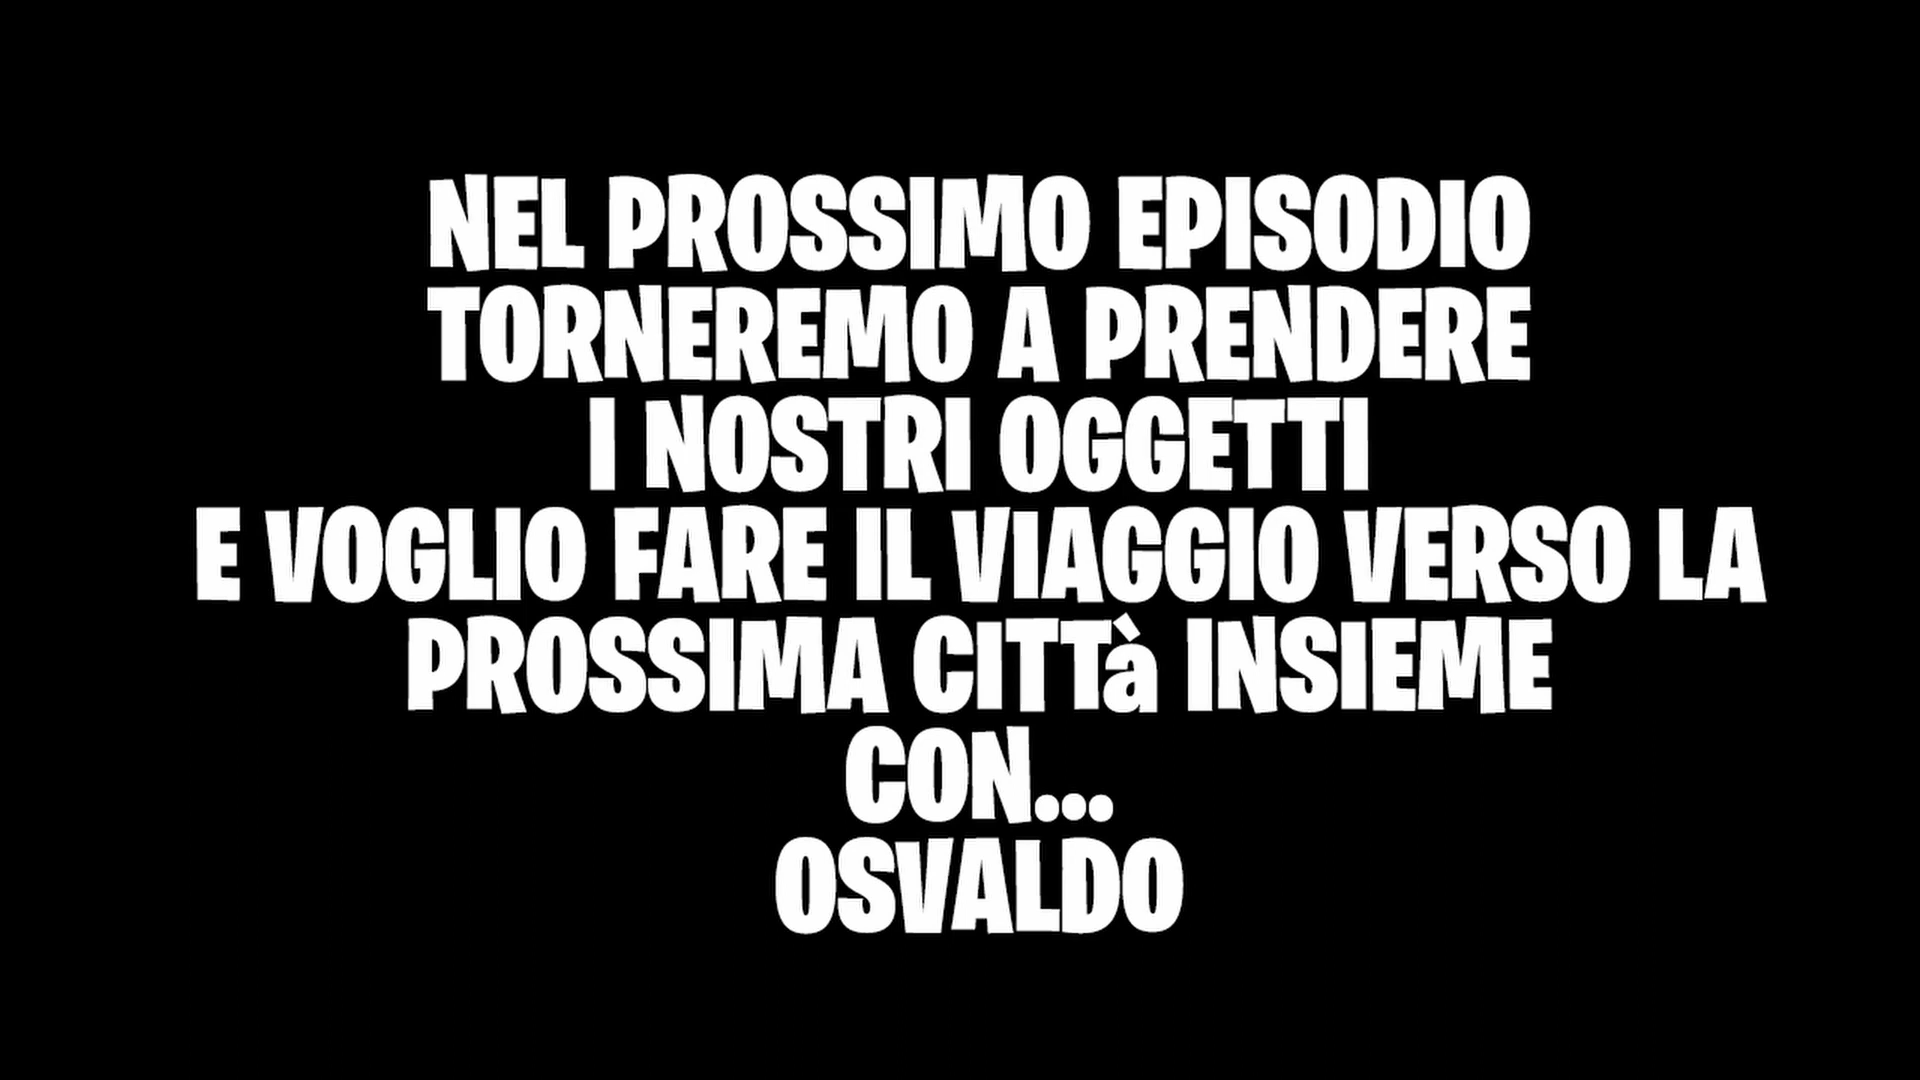 NEL PROSSIMO EPISODIO
TORNEREMO A PRENDERE
I NOSTRI OGGETTI
E VOGLIO FARE IL VIAGGIO VERSO LA
PROSSIMA CITTà INSIEME
CON...
OSVALDO